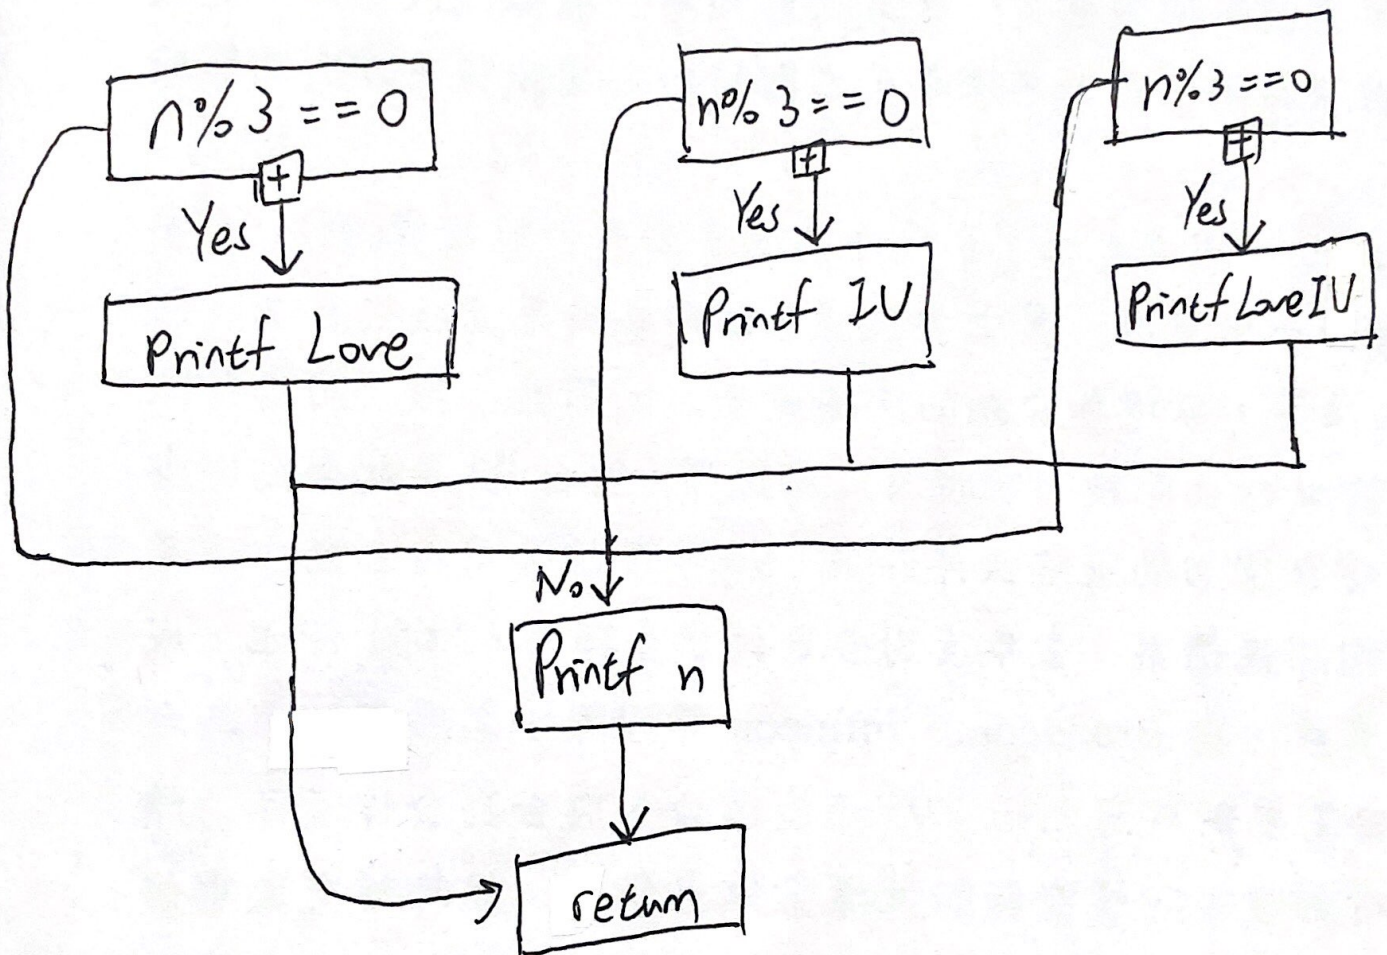 n%3==0
n%3==0
n%3==0
Yes
Yes
Yes
Printf Love
Printf IU
Printf LoveIU
No
Printf n
return